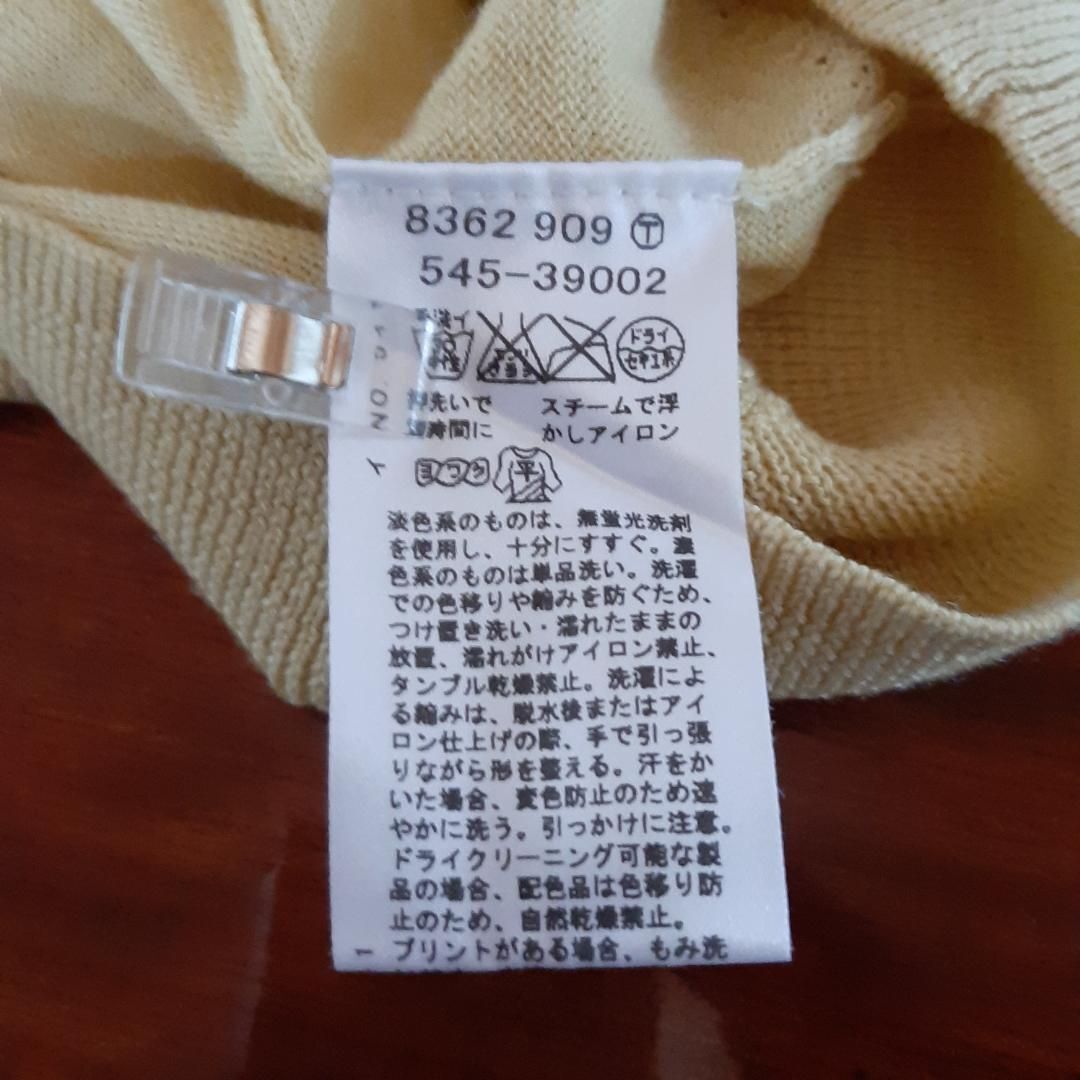 8362 909 Ⓣ
545-39002
ドライ
セキユ系
押洗いで スチームで浮
時間に かしアイロン
ヨワク 平
淡色系のものは、無蛍光洗剤
を使用し、十分にすすぐ。濃
色系のものは単品洗い。洗濯
での色移りや縮みを防ぐため、
つけ置き洗い・濡れたままの
放置、濡れがけアイロン禁止、
タンブル乾燥禁止。洗濯によ
る縮みは、脱水後またはアイ
ロン仕上げの際、手で引っ張
りながら形を整える。汗をか
いた場合、変色防止のため速
やかに洗う。引っかけに注意。
ドライクリーニング可能な製
品の場合、配色品は色移り防
止のため、自然乾燥禁止。
プリントがある場合、もみ洗